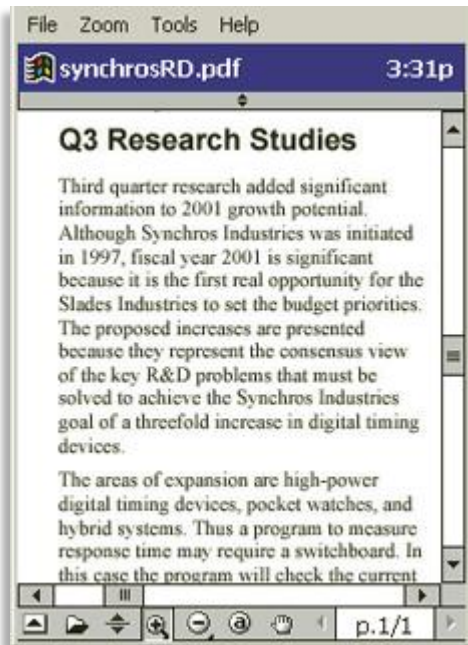 File Zoom Tools Help
synchrosRD.pdf 3:31p
Q3 Research Studies
Third quarter research added significant
information to 2001 growth potential.
Although Synchros Industries was initiated
in 1997, fiscal year 2001 is significant
because it is the first real opportunity for the
Slades Industries to set the budget priorities.
The proposed increases are presented
because they represent the consensus view
of the key R&D problems that must be
solved to achieve the Synchros Industries
goal of a threefold increase in digital timing
devices.
The areas of expansion are high-power
digital timing devices, pocket watches, and
hybrid systems. Thus a program to measure
response time may require a switchboard. In
this case the program will check the current
a p.1/1